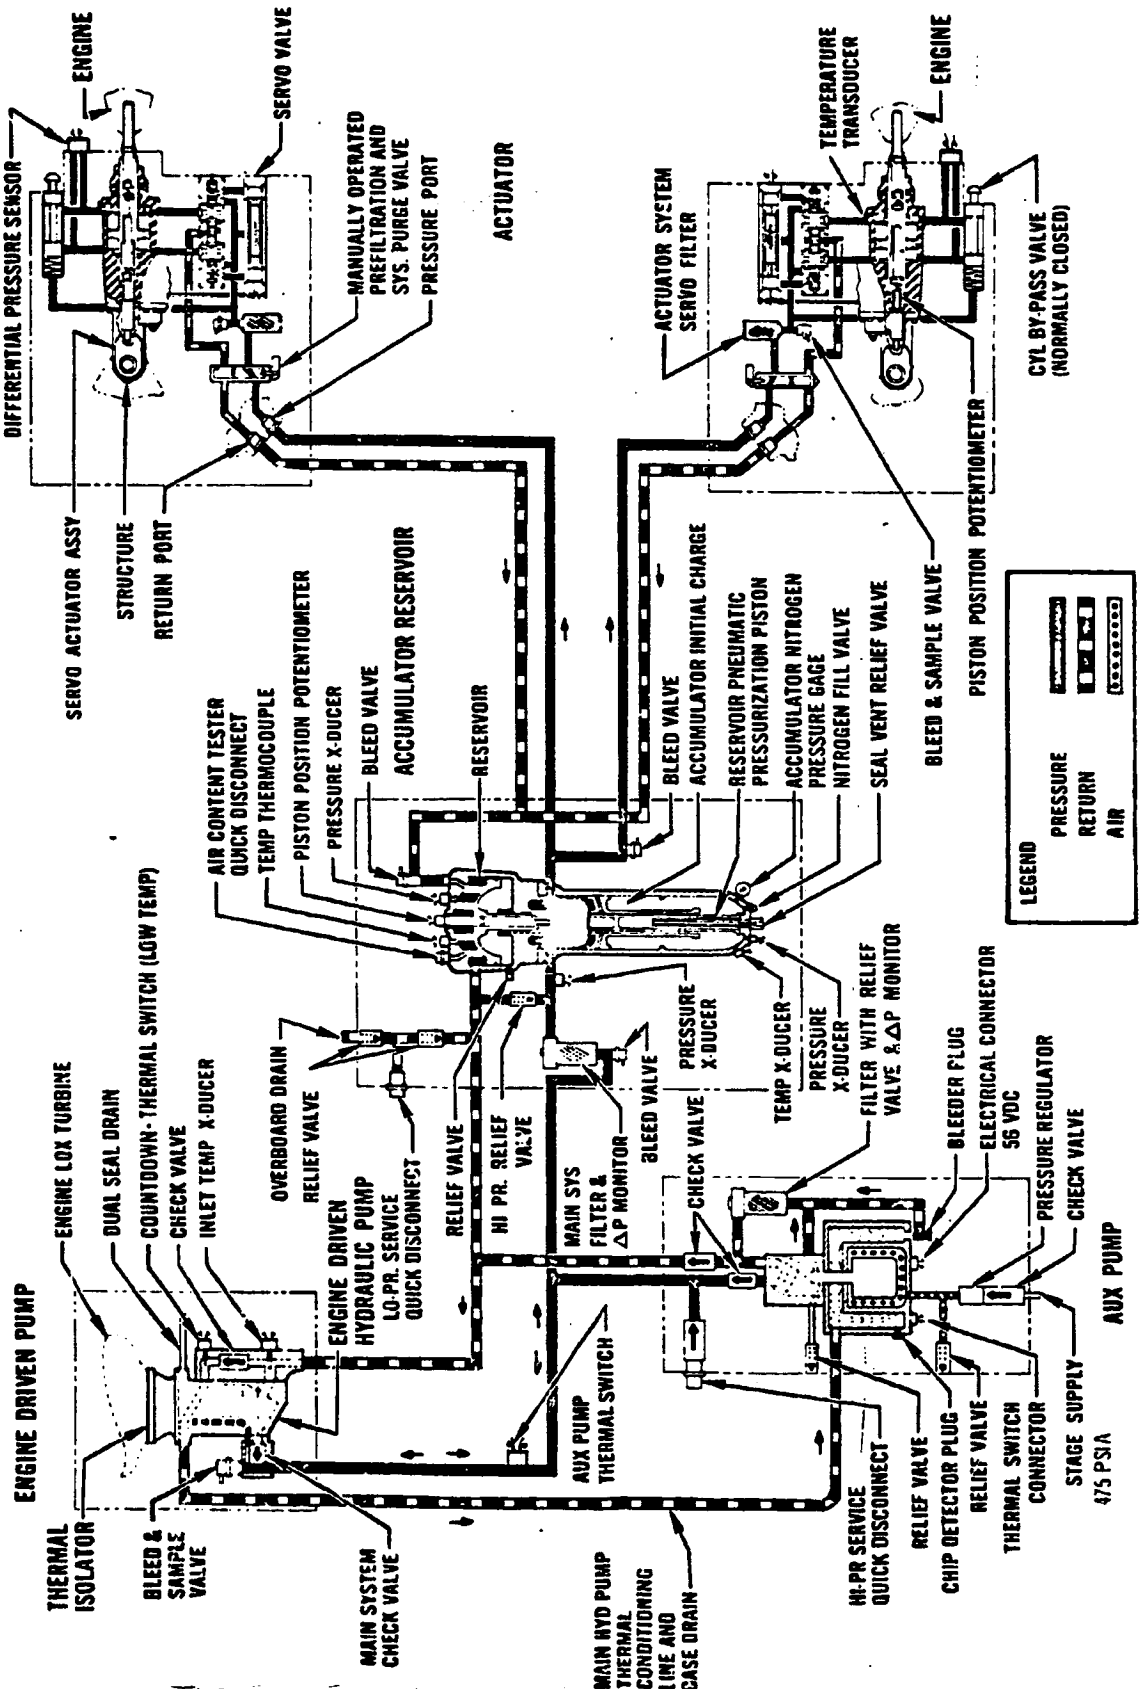 ENGINE DRIVEN PUMP
ENGINE LOX TURBINE
DUAL SEAL DRAIN
COUNTDOWN-THERMAL SWITCH (LOW TEMP)
CHECK VALVE
INLET TEMP X-DUCER
THERMAL
ISOLATOR
BLEED &
SAMPLE
VALVE
MAIN SYSTEM
CHECK VALVE
ENGINE DRIVEN
HYDRAULIC PUMP
OVERBOARD DRAIN
RELIEF VALVE
LO-PR. SERVICE
QUICK DISCONNECT
RELIEF VALVE
HI PR. RELIEF
VALVE
MAIN SYS
FILTER &
ΔP MONITOR
BLEED VALVE
PRESSURE
X-DUCER
AIR CONTENT TESTER
QUICK DISCONNECT
TEMP THERMOCOUPLE
PISTON POSITION POTENTIOMETER
PRESSURE X-DUCER
BLEED VALVE
ACCUMULATOR RESERVOIR
RESERVOIR
BLEED VALVE
ACCUMULATOR INITIAL CHARGE
RESERVOIR PNEUMATIC
PRESSURIZATION PISTON
ACCUMULATOR NITROGEN
PRESSURE GAGE
NITROGEN FILL VALVE
SEAL VENT RELIEF VALVE
TEMP X-DUCER
PRESSURE
X-DUCER
FILTER WITH RELIEF
VALVE & ΔP MONITOR
DIFFERENTIAL PRESSURE SENSOR
ENGINE
SERVO VALVE
MANUALLY OPERATED
PREFILTRATION AND
SYS. PURGE VALVE
PRESSURE PORT
SERVO ACTUATOR ASSY
STRUCTURE
RETURN PORT
ACTUATOR
ACTUATOR SYSTEM
SERVO FILTER
TEMPERATURE
TRANSDUCER
ENGINE
CYL BY-PASS VALVE
(NORMALLY CLOSED)
PISTON POSITION POTENTIOMETER
BLEED & SAMPLE VALVE
AUX PUMP
THERMAL SWITCH
MAIN HYD PUMP
THERMAL
CONDITIONING
LINE AND
CASE DRAIN
CHECK VALVE
BLEEDER PLUG
ELECTRICAL CONNECTOR
56 VDC
PRESSURE REGULATOR
CHECK VALVE
AUX PUMP
HI-PR SERVICE
QUICK DISCONNECT
RELIEF VALVE
CHIP DETECTOR PLUG
RELIEF VALVE
THERMAL SWITCH
CONNECTOR
STAGE SUPPLY
475 PSIA
LEGEND
PRESSURE
RETURN
AIR